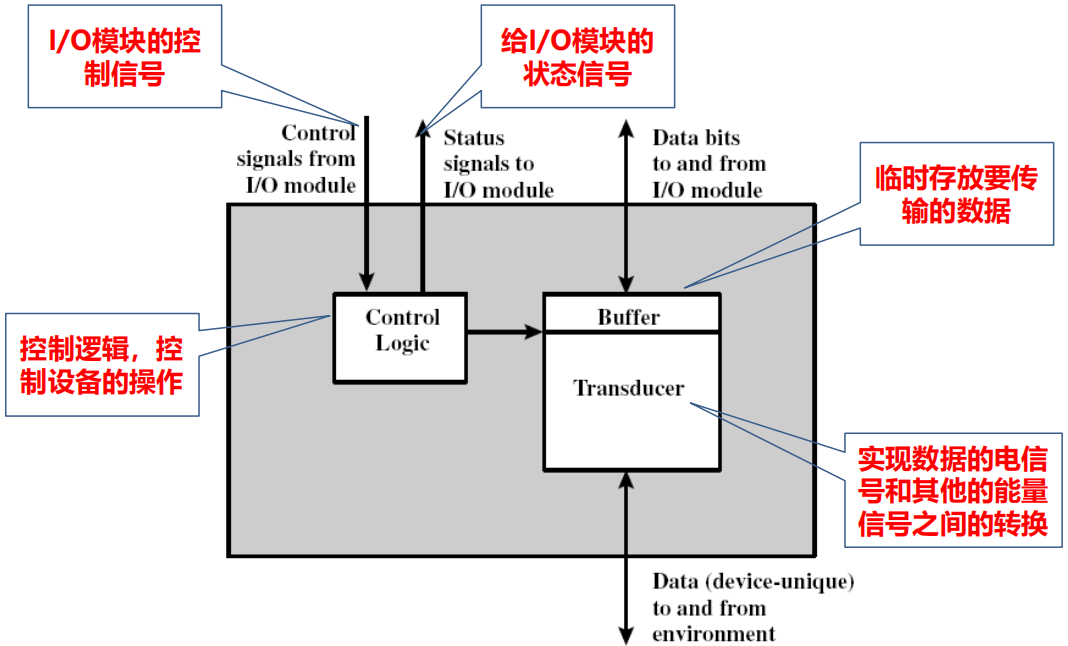 I/O模块的控
制信号
给I/O模块的
状态信号
Control
signals from
I/O module
Status
signals to
I/O module
Data bits
to and from
I/O module
临时存放要传
输的数据
控制逻辑，控
制设备的操作
Control
Logic
Buffer
Transducer
实现数据的电信
号和其他的能量
信号之间的转换
Data (device-unique)
to and from
environment